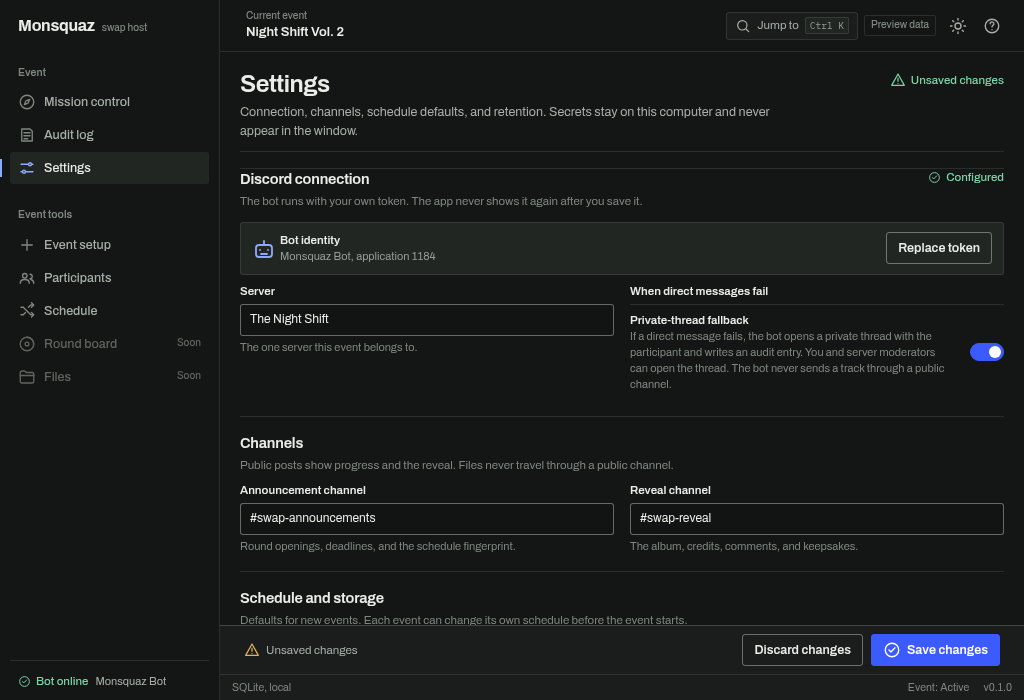 Monsquaz swap host
Event
Mission control
Audit log
Settings
Event tools
Event setup
Participants
Schedule
Round board Soon
Files Soon
Bot online Monsquaz Bot
Current event
Night Shift Vol. 2
Jump to Ctrl K
Preview data
Settings
Unsaved changes
Connection, channels, schedule defaults, and retention. Secrets stay on this computer and never
appear in the window.
Discord connection
Configured
The bot runs with your own token. The app never shows it again after you save it.
Bot identity
Monsquaz Bot, application 1184
Replace token
Server
The Night Shift
The one server this event belongs to.
When direct messages fail
Private-thread fallback
If a direct message fails, the bot opens a private thread with the
participant and writes an audit entry. You and server moderators
can open the thread. The bot never sends a track through a public
channel.
Channels
Public posts show progress and the reveal. Files never travel through a public channel.
Announcement channel
#swap-announcements
Round openings, deadlines, and the schedule fingerprint.
Reveal channel
#swap-reveal
The album, credits, comments, and keepsakes.
Schedule and storage
Defaults for new events. Each event can change its own schedule before the event starts.
Unsaved changes
Discard changes
Save changes
SQLite, local
Event: Active v0.1.0